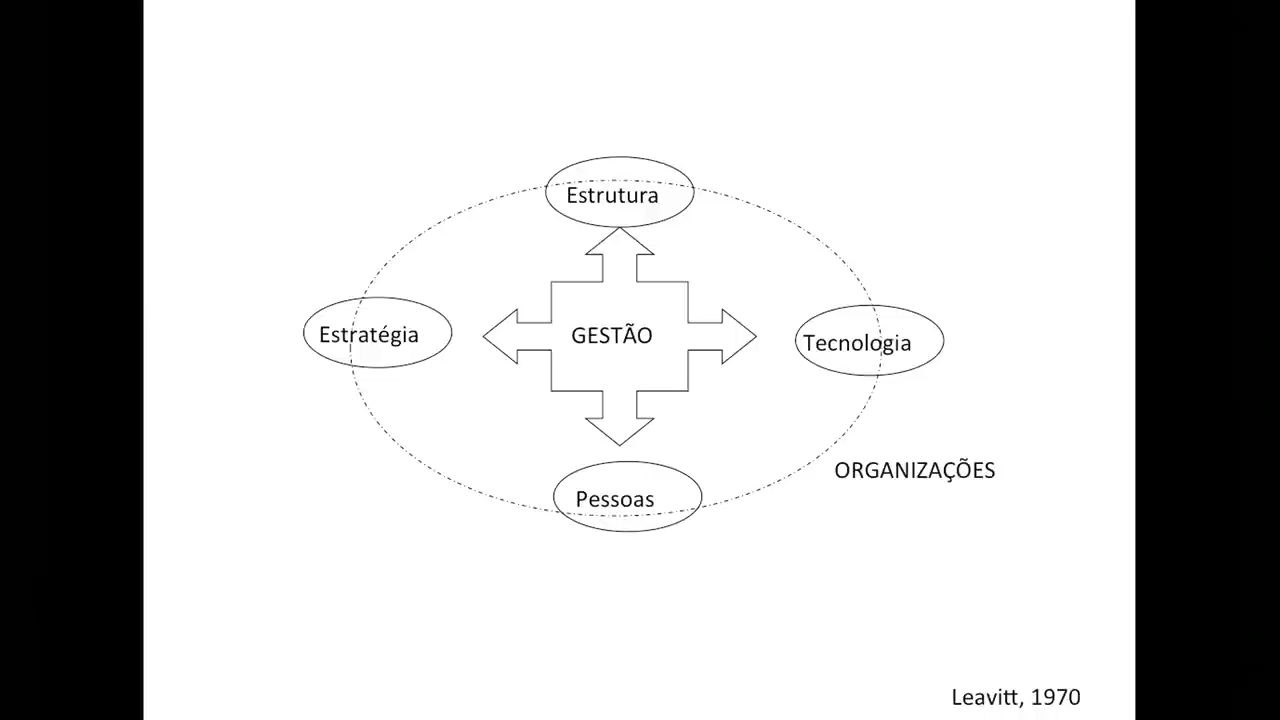 Estrutura
Estratégia
GESTÃO
Tecnologia
ORGANIZAÇÕES
Pessoas
Leavitt, 1970